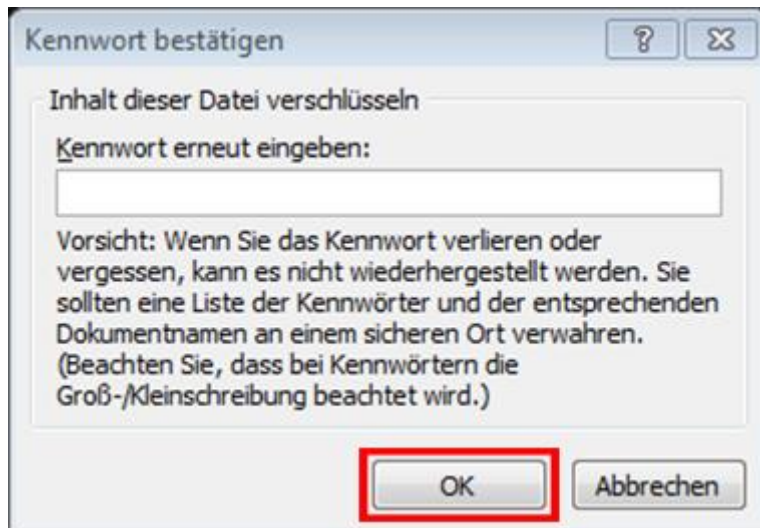 Kennwort bestätigen
Inhalt dieser Datei verschlüsseln
Kennwort erneut eingeben:
Vorsicht: Wenn Sie das Kennwort verlieren oder
vergessen, kann es nicht wiederhergestellt werden. Sie
sollten eine Liste der Kennwörter und der entsprechenden
Dokumentnamen an einem sicheren Ort verwahren.
(Beachten Sie, dass bei Kennwörtern die
Groß-/Kleinschreibung beachtet wird.)
OK
Abbrechen